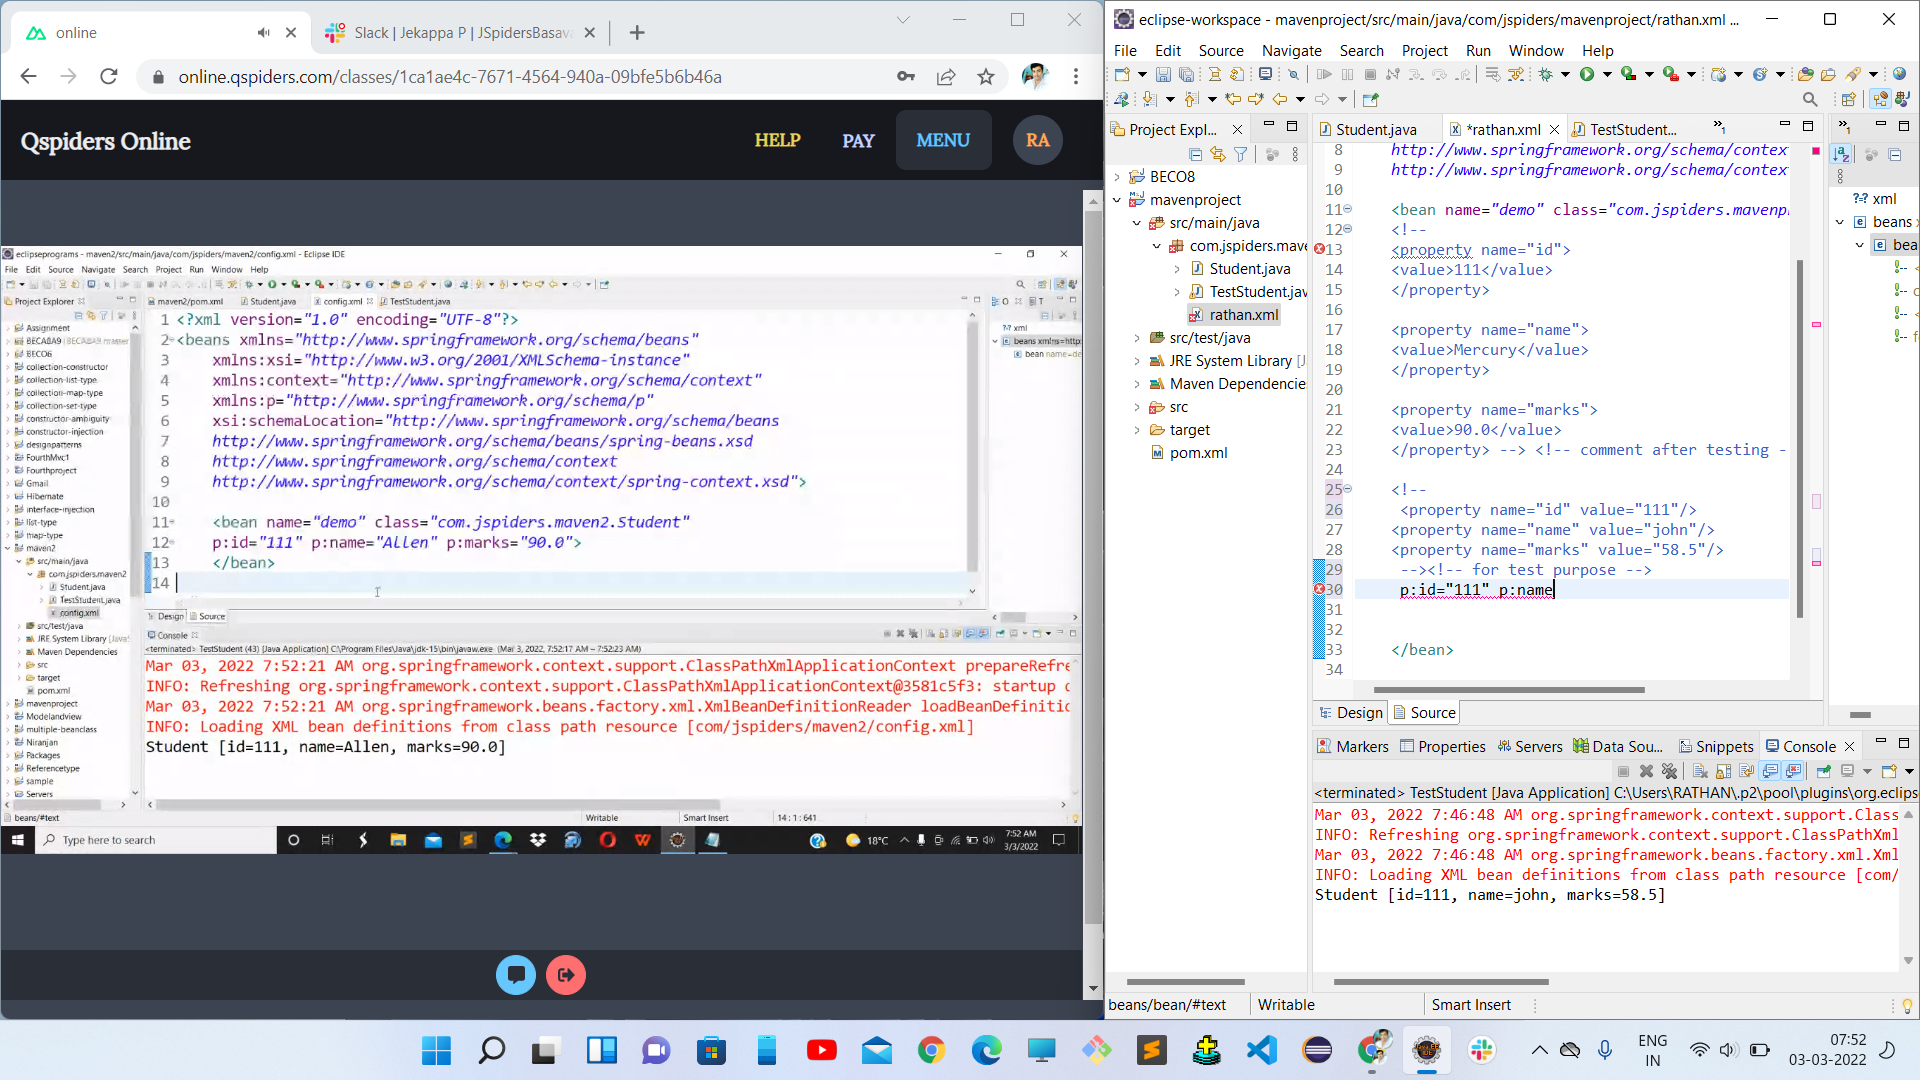 online
Slack | Jekappa P | JSpidersBasav
online.qspiders.com/classes/1ca1ae4c-7671-4564-940a-09bfe5b6b46a
Qspiders Online
HELP
PAY
MENU
RA
eclipseprograms - maven2/src/main/java/com/jspiders/maven2/config.xml - Eclipse IDE
File Edit Source Navigate Search Project Run Window Help
Project Explorer
maven2/pom.xml
Student.java
config.xml
TestStudent.java
Assignment
BECO6
collection-constructor
collection-list-type
collection-map-type
collection-set-type
constructor-ambiguity
constructor-injection
designpatterns
FourthMvc1
Fourthproject
Gmail
Hibernate
interface-injection
list-type
map-type
maven2
src/main/java
com.jspiders.maven2
Student.java
TestStudent.java
config.xml
src/test/java
JRE System Library
Maven Dependencies
src
target
pom.xml
mavenproject
Modelandview
multiple-beanclass
Niranjan
Packages
Referencetype
sample
Servers
1 <?xml version="1.0" encoding="UTF-8"?>
2 <beans xmlns="http://www.springframework.org/schema/beans"
3 xmlns:xsi="http://www.w3.org/2001/XMLSchema-instance"
4 xmlns:context="http://www.springframework.org/schema/context"
5 xmlns:p="http://www.springframework.org/schema/p"
6 xsi:schemaLocation="http://www.springframework.org/schema/beans
7 http://www.springframework.org/schema/beans/spring-beans.xsd
8 http://www.springframework.org/schema/context
9 http://www.springframework.org/schema/context/spring-context.xsd">
10
11 <bean name="demo" class="com.jspiders.maven2.Student"
12 p:id="111" p:name="Allen" p:marks="90.0">
13 </bean>
14
xml
beans xmlns=http
bean name=de
Design Source
Console
<terminated> TestStudent (43) [Java Application] C:\Program Files\Java\jdk-15\bin\javaw.exe (Mar 3, 2022, 7:52:17 AM – 7:52:23 AM)
Mar 03, 2022 7:52:21 AM org.springframework.context.support.ClassPathXmlApplicationContext prepareRefre
INFO: Refreshing org.springframework.context.support.ClassPathXmlApplicationContext@3581c5f3: startup
Mar 03, 2022 7:52:21 AM org.springframework.beans.factory.xml.XmlBeanDefinitionReader loadBeanDefinitio
INFO: Loading XML bean definitions from class path resource [com/jspiders/maven2/config.xml]
Student [id=111, name=Allen, marks=90.0]
beans/#text
Writable
Smart Insert
14 : 1 : 641
Type here to search
18°C
7:52 AM
3/3/2022
eclipse-workspace - mavenproject/src/main/java/com/jspiders/mavenproject/rathan.xml ...
File Edit Source Navigate Search Project Run Window Help
Project Expl...
BECO8
mavenproject
src/main/java
com.jspiders.mave
Student.java
TestStudent.jav
rathan.xml
src/test/java
JRE System Library [J
Maven Dependencies
src
target
pom.xml
Student.java
*rathan.xml
TestStudent...
8 http://www.springframework.org/schema/contex
9 http://www.springframework.org/schema/contex
10
11 <bean name="demo" class="com.jspiders.mavenp
12 <!--
13 <property name="id">
14 <value>111</value>
15 </property>
16
17 <property name="name">
18 <value>Mercury</value>
19 </property>
20
21 <property name="marks">
22 <value>90.0</value>
23 </property> --> <!-- comment after testing -
24
25 <!--
26 <property name="id" value="111"/>
27 <property name="name" value="john"/>
28 <property name="marks" value="58.5"/>
29 --><!-- for test purpose -->
30 p:id="111" p:name
31
32
33 </bean>
34
?=? xml
beans
bea
Design Source
Markers Properties Servers Data Sou... Snippets Console
<terminated> TestStudent [Java Application] C:\Users\RATHAN\.p2\pool\plugins\org.eclips
Mar 03, 2022 7:46:48 AM org.springframework.context.support.Class
INFO: Refreshing org.springframework.context.support.ClassPathXml
Mar 03, 2022 7:46:48 AM org.springframework.beans.factory.xml.Xml
INFO: Loading XML bean definitions from class path resource [com/
Student [id=111, name=john, marks=58.5]
beans/bean/#text
Writable
Smart Insert
ENG
IN
07:52
03-03-2022